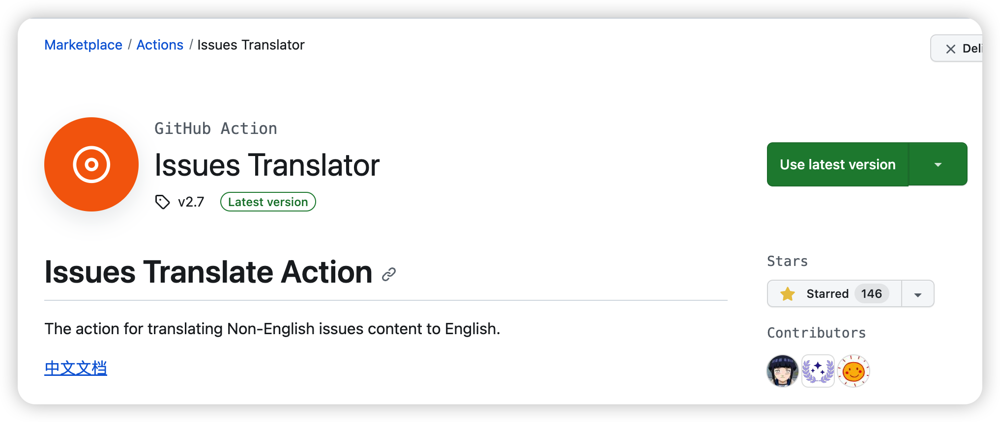 Marketplace / Actions / Issues Translator
Deli
GitHub Action
Issues Translator
v2.7 Latest version
Use latest version
Issues Translate Action
The action for translating Non-English issues content to English.
中文文档
Stars
Starred 146
Contributors